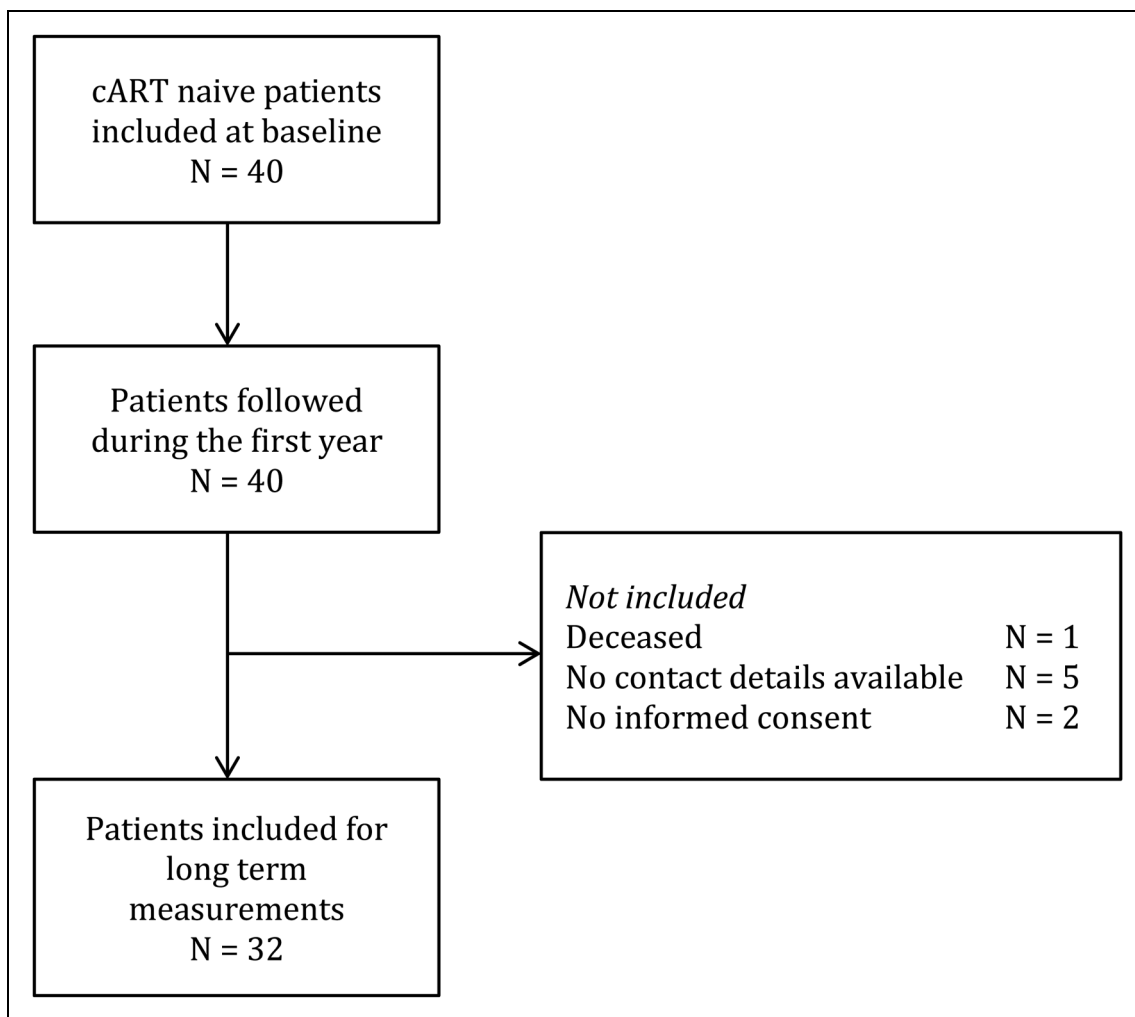 cART naive patients
included at baseline
N = 40
Patients followed
during the first year
N = 40
Not included
Deceased N = 1
No contact details available N = 5
No informed consent N = 2
Patients included for
long term
measurements
N = 32